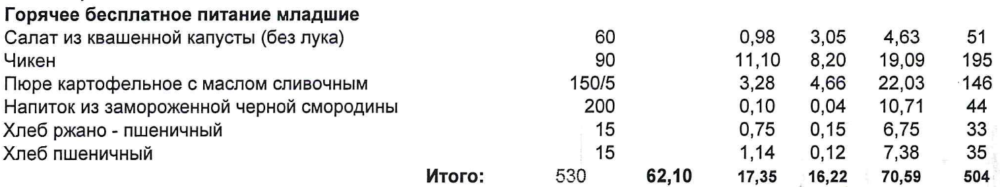 Горячее бесплатное питание младшие
Салат из квашенной капусты (без лука) 60 0,98 3,05 4,63 51
Чикен 90 11,10 8,20 19,09 195
Пюре картофельное с маслом сливочным 150/5 3,28 4,66 22,03 146
Напиток из замороженной черной смородины 200 0,10 0,04 10,71 44
Хлеб ржано - пшеничный 15 0,75 0,15 6,75 33
Хлеб пшеничный 15 1,14 0,12 7,38 35
Итого: 530 62,10 17,35 16,22 70,59 504